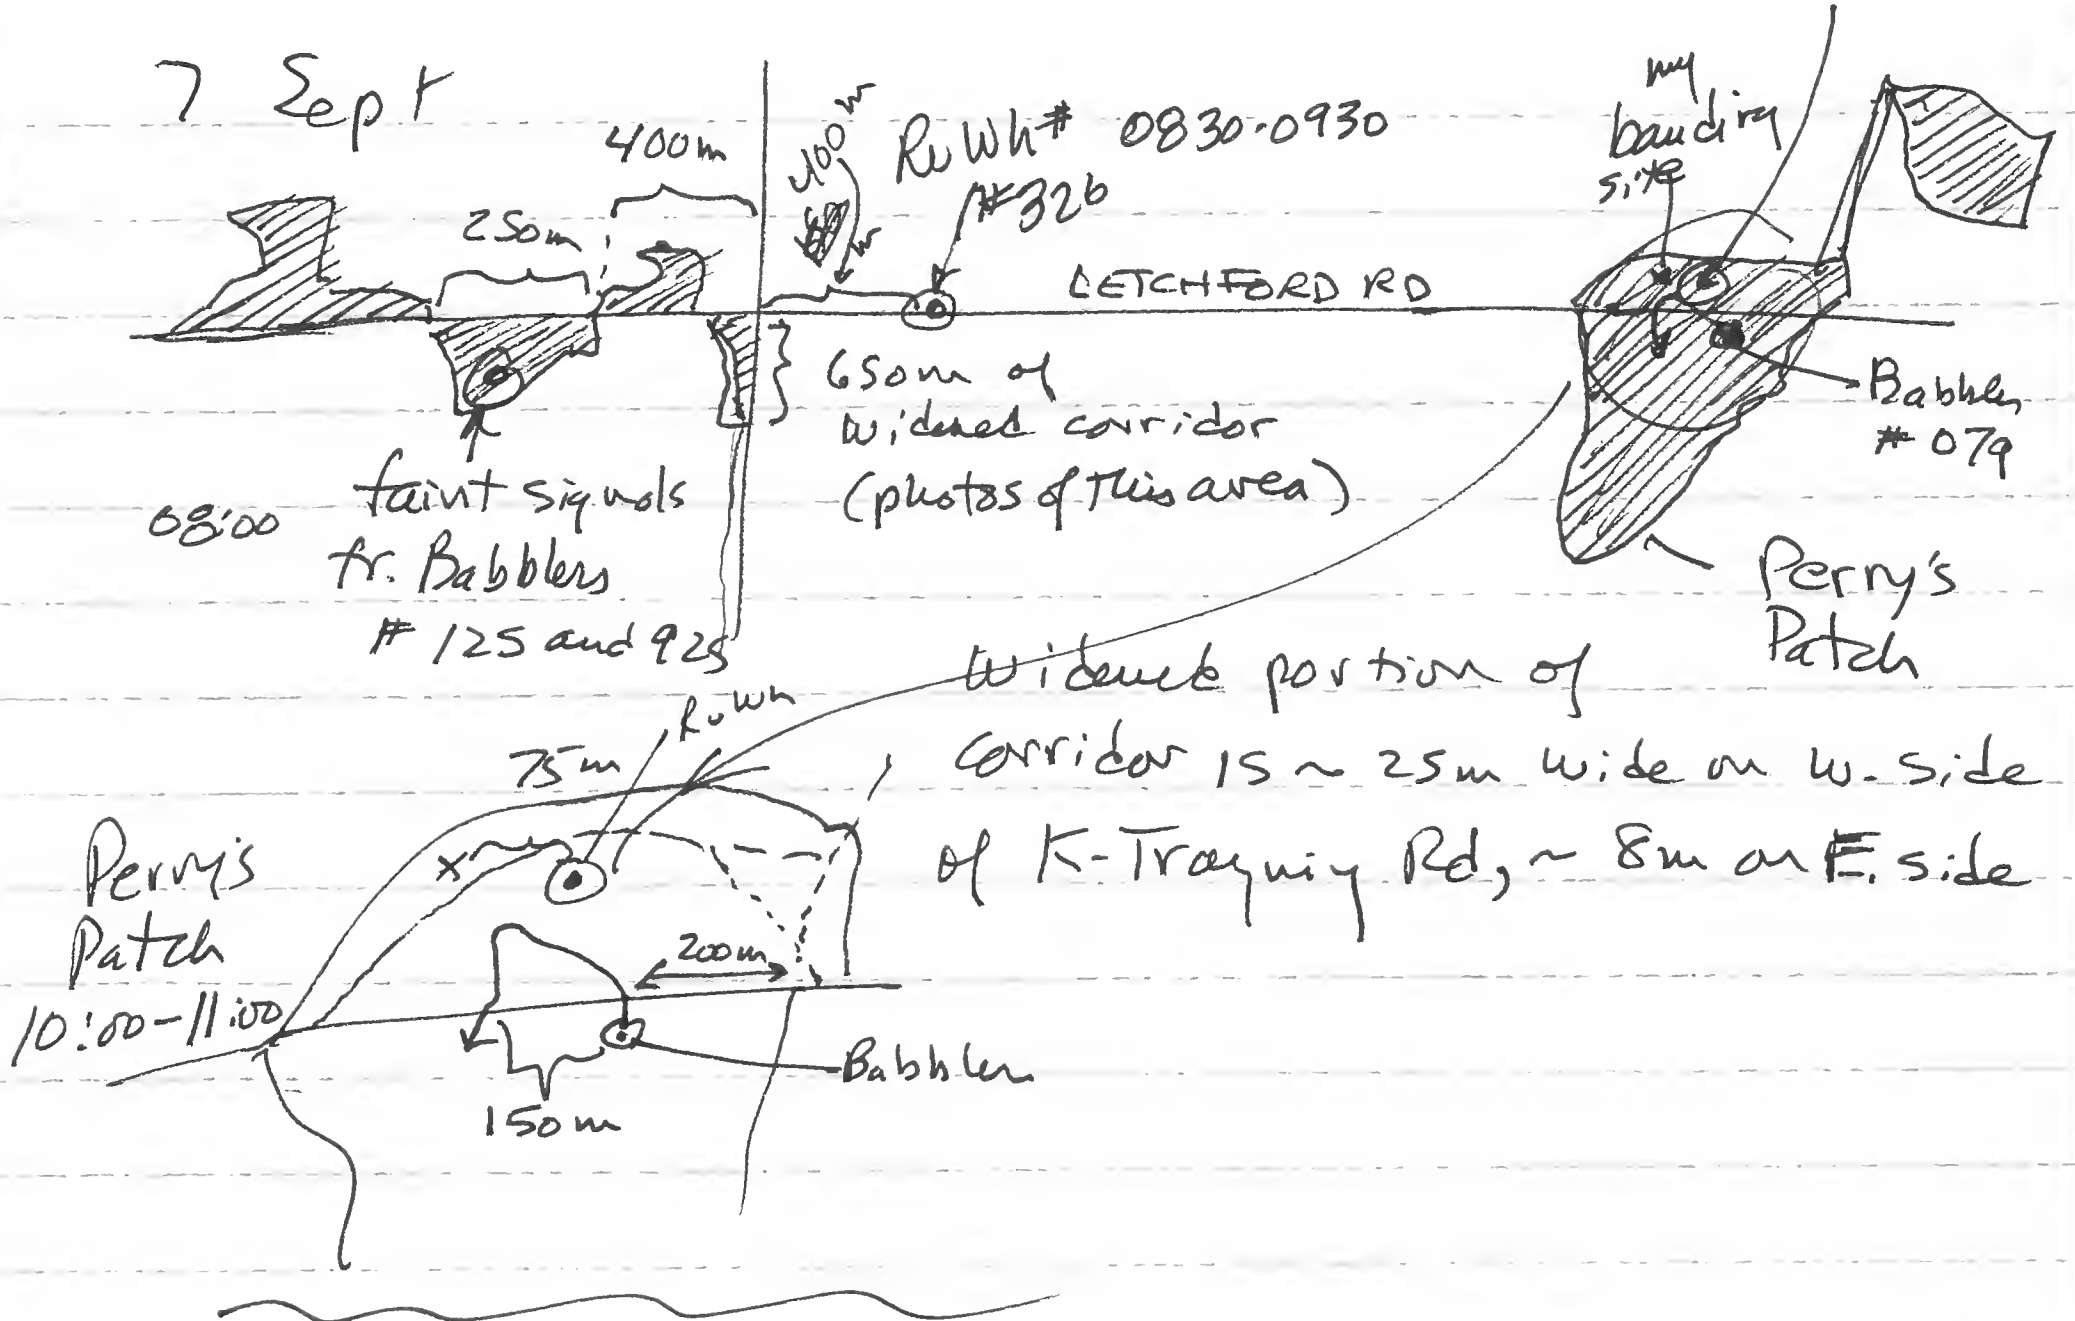 7 Sept
400m
400m
RuWh# 0830-0930
#326
my
banding
site
250m
LETCHFORD RD
650m of
widened corridor
(photos of this area)
Babbler
# 079
08:00
faint signals
fr. Babblers
# 125 and 925
Perry's
Patch
Widened portion of
corridor 15 ~ 25m wide on W. side
of K-Trayning Rd, ~ 8m on E. side
RuWh
75m
Perry's
Patch
10:00-11:00
x
200m
Babbler
150m